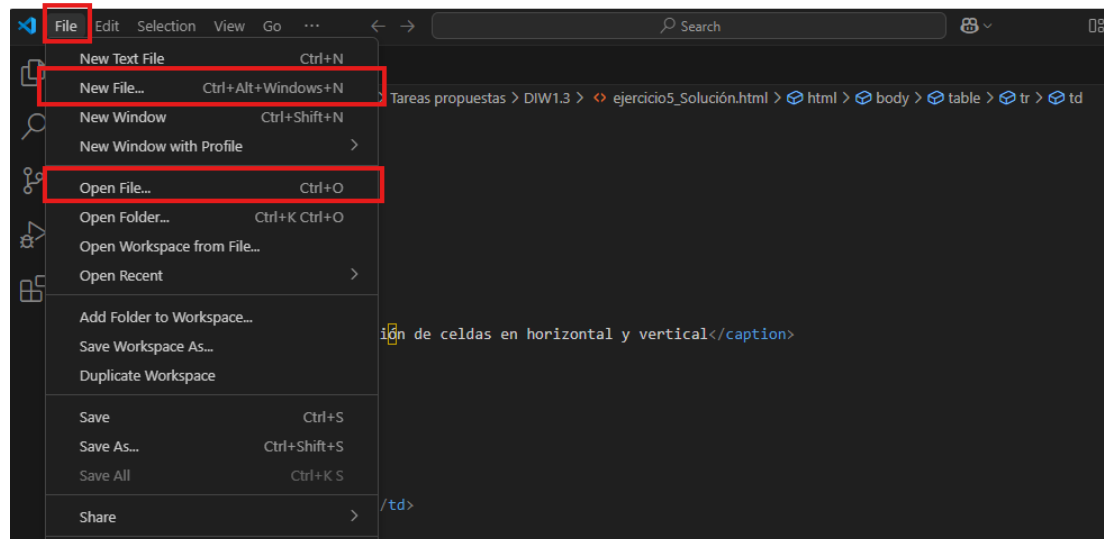 File Edit Selection View Go ··· ← → Search
New Text File Ctrl+N
New File... Ctrl+Alt+Windows+N
Tareas propuestas > DIW1.3 > <> ejercicio5_Solución.html > html > body > table > tr > td
New Window Ctrl+Shift+N
New Window with Profile >
Open File... Ctrl+O
Open Folder... Ctrl+K Ctrl+O
Open Workspace from File...
Open Recent >
Add Folder to Workspace...
ión de celdas en horizontal y vertical</caption>
Save Workspace As...
Duplicate Workspace
Save Ctrl+S
Save As... Ctrl+Shift+S
Save All Ctrl+K S
/td>
Share >